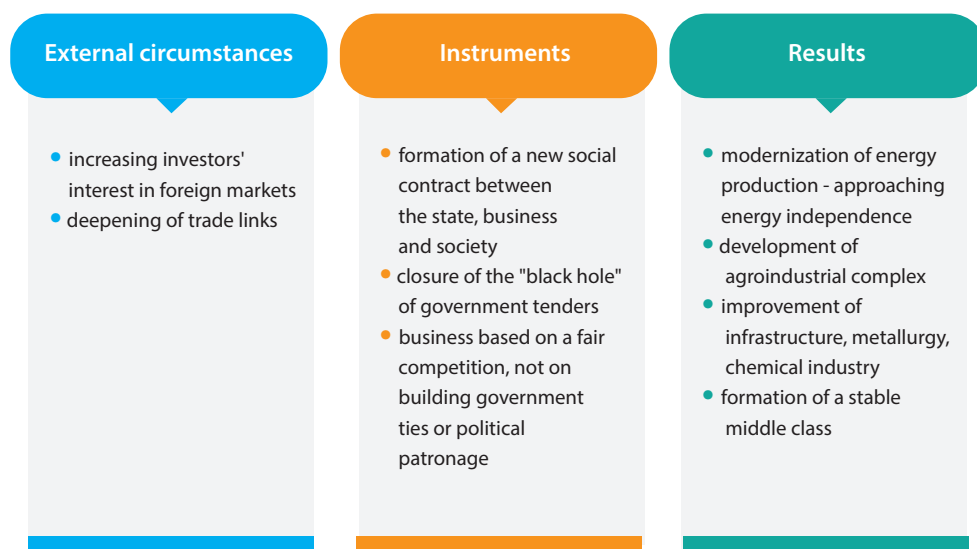 External circumstances
• increasing investors'
interest in foreign markets
• deepening of trade links
Instruments
• formation of a new social
contract between
the state, business
and society
• closure of the "black hole"
of government tenders
• business based on a fair
competition, not on
building government
ties or political
patronage
Results
• modernization of energy
production - approaching
energy independence
• development of
agroindustrial complex
• improvement of
infrastructure, metallurgy,
chemical industry
• formation of a stable
middle class